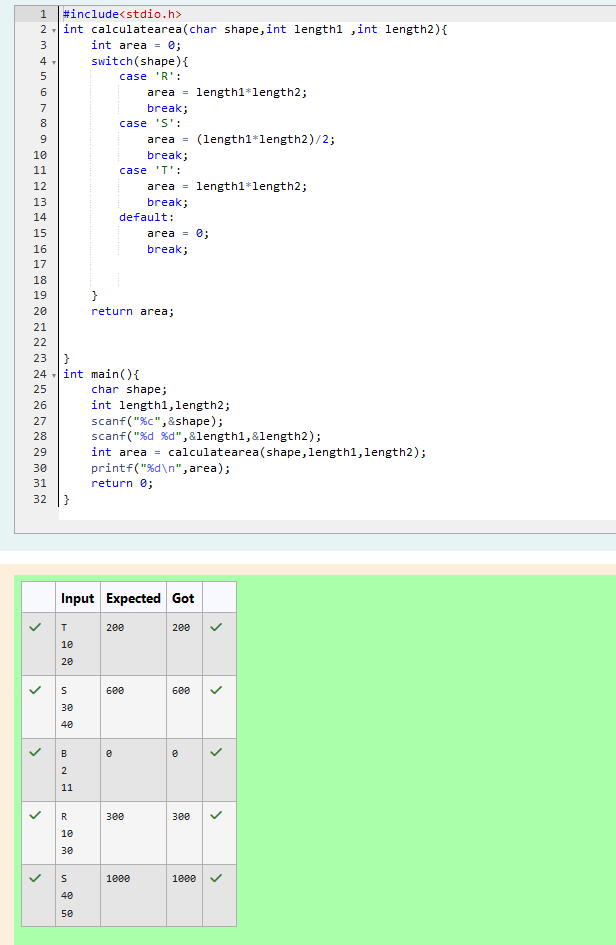 1 #include<stdio.h>
2 int calculatearea(char shape,int length1 ,int length2){
3     int area = 0;
4     switch(shape){
5         case 'R':
6             area = length1*length2;
7             break;
8         case 'S':
9             area = (length1*length2)/2;
10             break;
11         case 'T':
12             area = length1*length2;
13             break;
14         default:
15             area = 0;
16             break;
17
18
19     }
20     return area;
21
22
23 }
24 int main(){
25     char shape;
26     int length1,length2;
27     scanf("%c",&shape);
28     scanf("%d %d",&length1,&length2);
29     int area = calculatearea(shape,length1,length2);
30     printf("%d\n",area);
31     return 0;
32 }
Input Expected Got
T 200 200
10
20
S 600 600
30
40
B 0 0
2
11
R 300 300
10
30
S 1000 1000
40
50